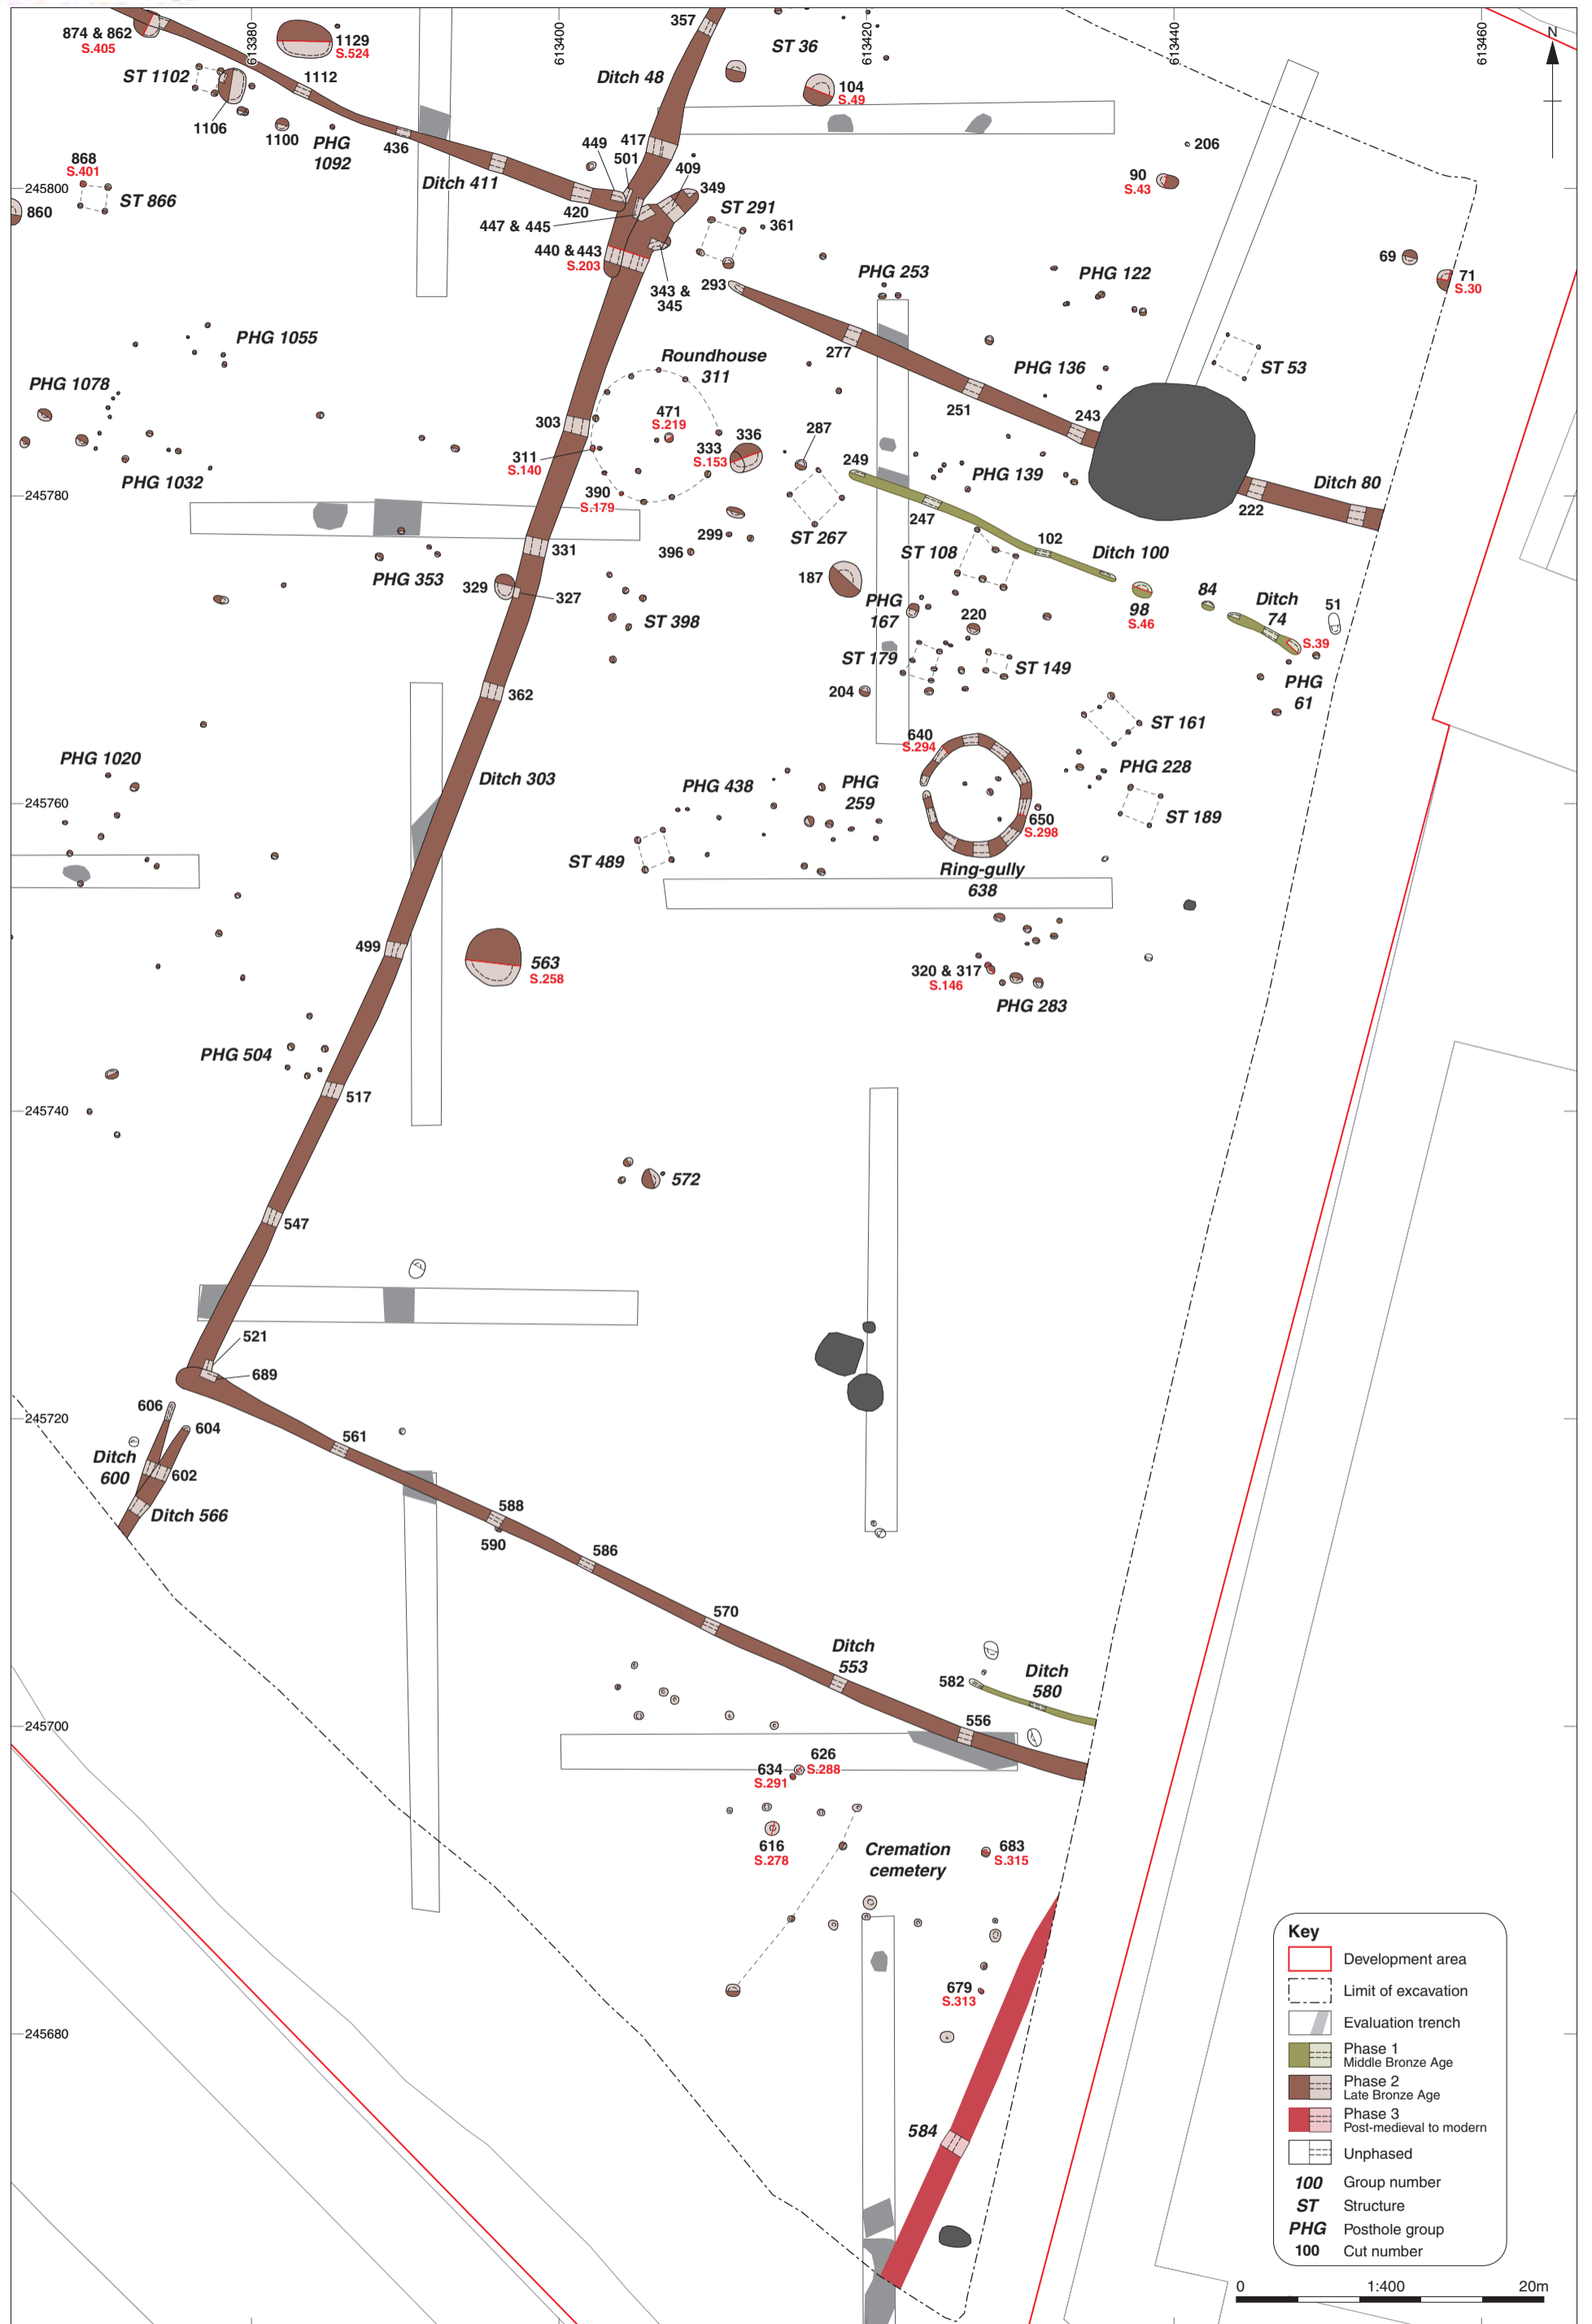 357
ST 36
874 & 862
S.405
1129
S.524
613380
613400
613420
613440
613460
N
ST 1102
1112
Ditch 48
104
S.49
1106
1100
PHG
1092
436
449
417
501
409
206
868
S.401
ST 866
Ditch 411
420
349
ST 291
361
90
S.43
245800
860
447 & 445
440 & 443
S.203
343 &
345
293
PHG 253
PHG 122
69
71
S.30
PHG 1055
277
ST 53
Roundhouse
311
PHG 136
PHG 1078
251
243
303
471
S.219
336
333
S.153
287
249
311
S.140
PHG 139
PHG 1032
390
S.179
245780
Ditch 80
222
247
299
ST 267
396
331
ST 108
102
Ditch 100
PHG 353
329
327
187
PHG
167
98
S.46
84
Ditch
74
51
S.39
ST 398
220
ST 179
ST 149
204
PHG
61
362
ST 161
640
S.294
PHG 1020
Ditch 303
PHG 438
PHG
259
PHG 228
245760
ST 189
650
S.298
ST 489
Ring-gully
638
499
563
S.258
320 & 317
S.146
PHG 283
PHG 504
517
245740
572
547
521
689
606
604
245720
561
Ditch
600
602
Ditch 566
588
590
586
570
Ditch
553
582
Ditch
580
556
245700
626
S.288
634
S.291
616
S.278
Cremation
cemetery
683
S.315
679
S.313
245680
584
Key
Development area
Limit of excavation
Evaluation trench
Phase 1
Middle Bronze Age
Phase 2
Late Bronze Age
Phase 3
Post-medieval to modern
Unphased
100 Group number
ST Structure
PHG Posthole group
100 Cut number
0 1:400 20m